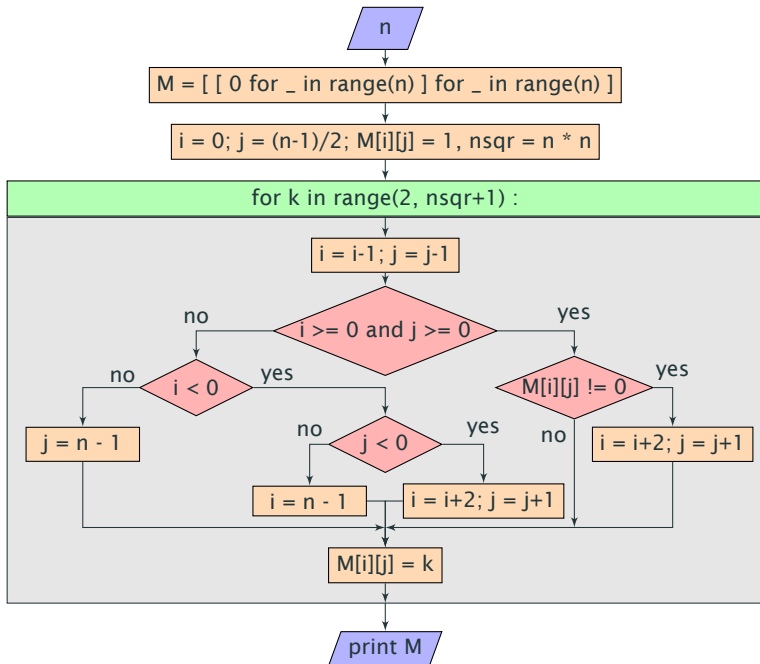 n
M = [ [ 0 for _ in range(n) ] for _ in range(n) ]
i = 0; j = (n-1)/2; M[i][j] = 1, nsqr = n * n
for k in range(2, nsqr+1) :
i = i-1; j = j-1
i >= 0 and j >= 0
no
yes
i < 0
M[i][j] != 0
no
yes
yes
j = n - 1
j < 0
no
yes
no
i = i+2; j = j+1
i = n - 1
i = i+2; j = j+1
M[i][j] = k
print M